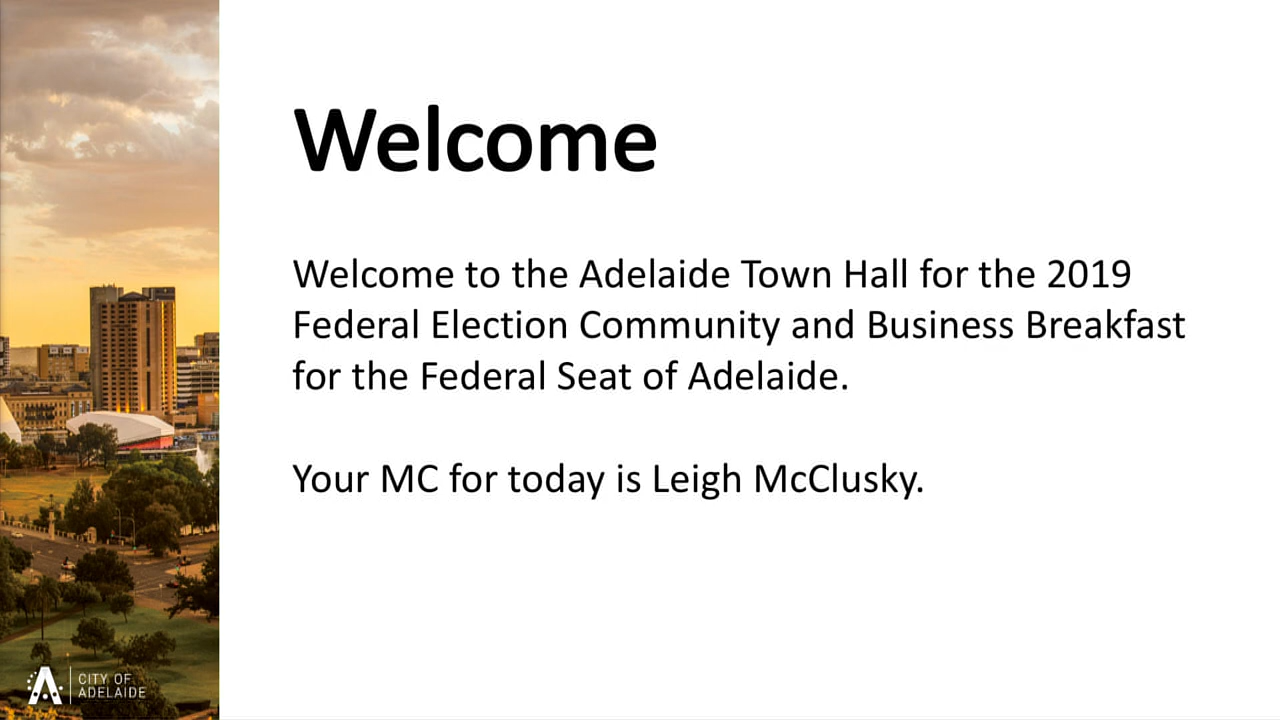 Welcome
Welcome to the Adelaide Town Hall for the 2019
Federal Election Community and Business Breakfast
for the Federal Seat of Adelaide.
Your MC for today is Leigh McClusky.
CITY OF
ADELAIDE